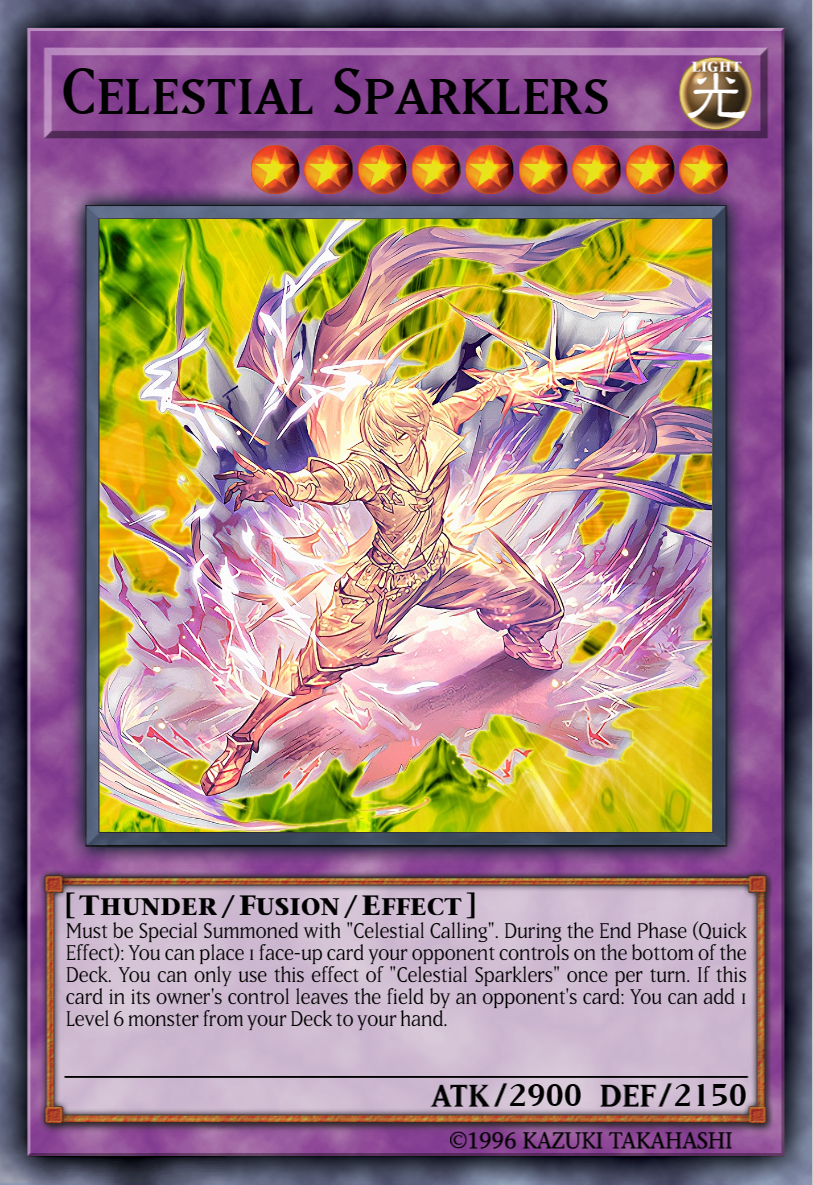 Celestial Sparklers
LIGHT
光
[ Thunder / Fusion / Effect ]
Must be Special Summoned with "Celestial Calling". During the End Phase (Quick
Effect): You can place 1 face-up card your opponent controls on the bottom of the
Deck. You can only use this effect of "Celestial Sparklers" once per turn. If this
card in its owner's control leaves the field by an opponent's card: You can add 1
Level 6 monster from your Deck to your hand.
ATK/2900 DEF/2150
©1996 KAZUKI TAKAHASHI